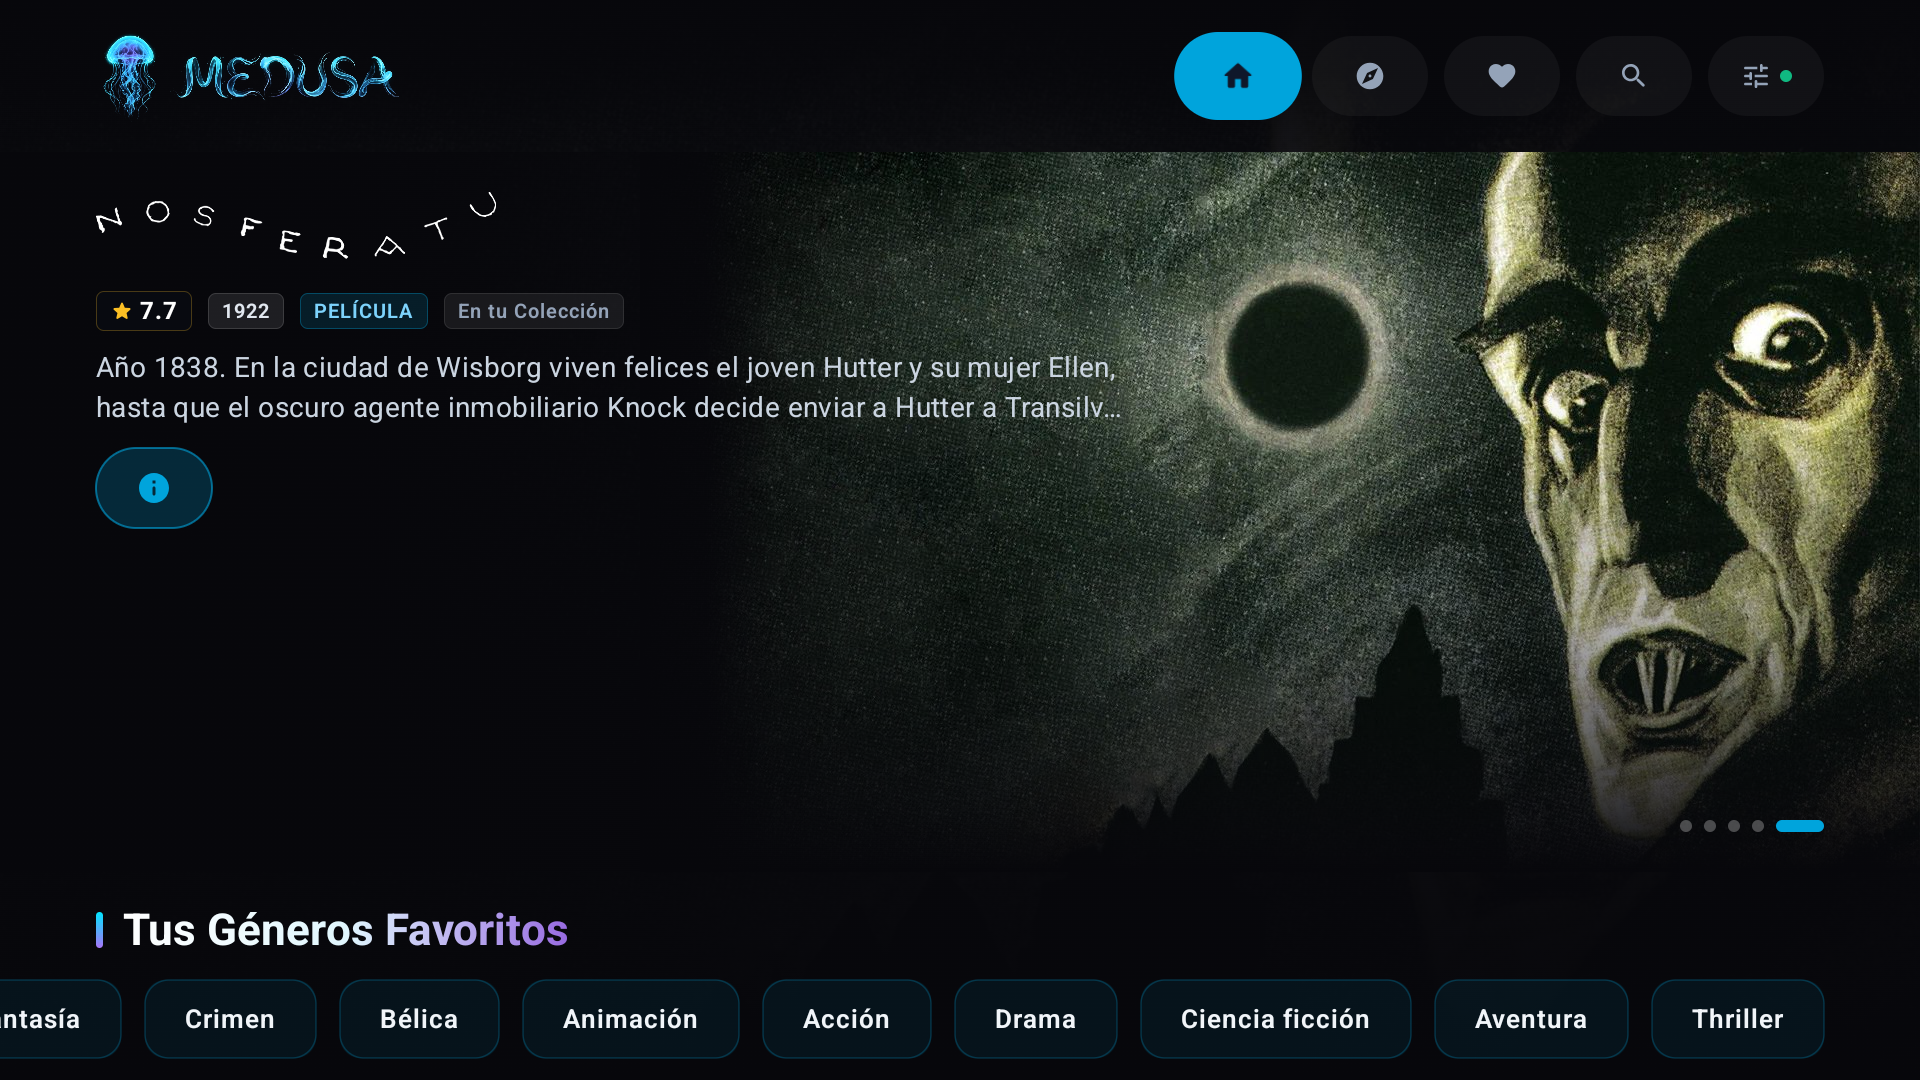 MEDUSA
NOSFERATU
7.7 1922 PELÍCULA En tu Colección
Año 1838. En la ciudad de Wisborg viven felices el joven Hutter y su mujer Ellen,
hasta que el oscuro agente inmobiliario Knock decide enviar a Hutter a Transilv...
Tus Géneros Favoritos
antasía Crimen Bélica Animación Acción Drama Ciencia ficción Aventura Thriller